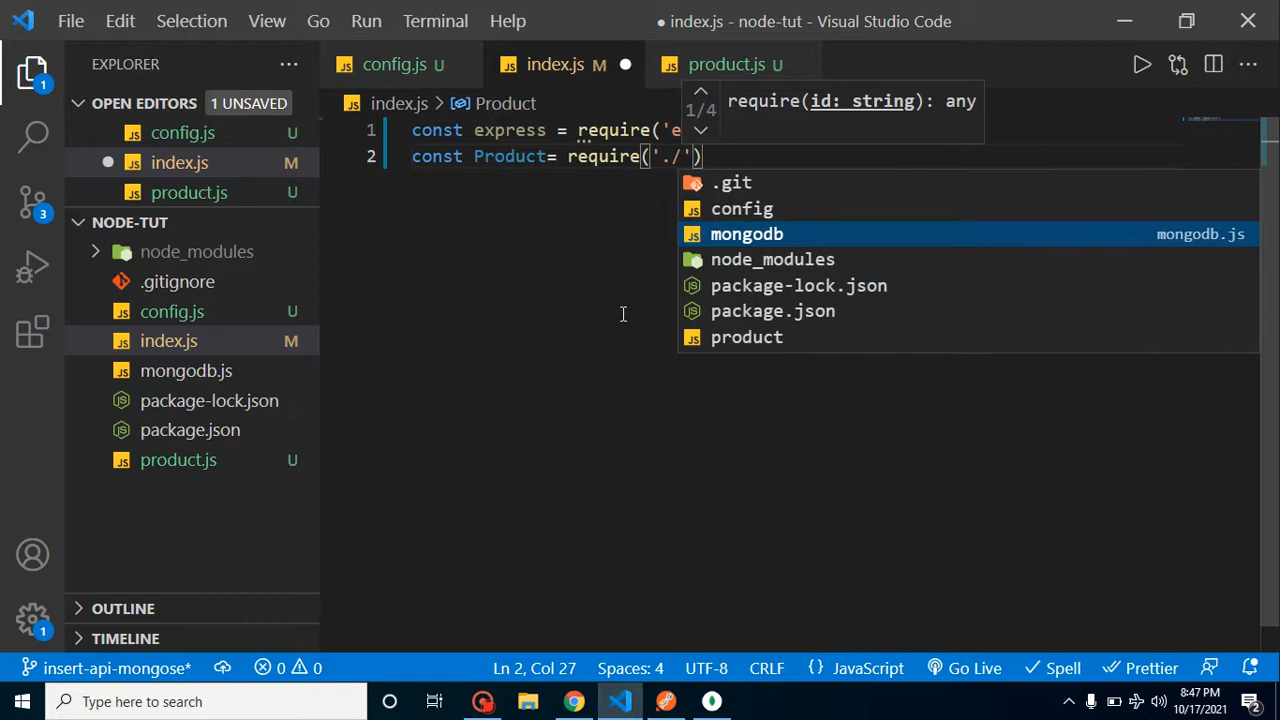 File Edit Selection View Go Run Terminal Help ● index.js - node-tut - Visual Studio Code
EXPLORER
config.js U index.js M product.js U
OPEN EDITORS 1 UNSAVED
config.js U
index.js M
product.js U
NODE-TUT
node_modules
.gitignore
config.js U
index.js M
mongodb.js
package-lock.json
package.json
product.js U
OUTLINE
TIMELINE
index.js Product
1/4 require(id: string): any
1 const express = require('e
2 const Product= require('./')
.git
config
mongodb mongodb.js
node_modules
package-lock.json
package.json
product
1
3
1
insert-api-mongose* 0 0 Ln 2, Col 27 Spaces: 4 UTF-8 CRLF {} JavaScript Go Live Spell Prettier
Type here to search
8:47 PM
10/17/2021
2